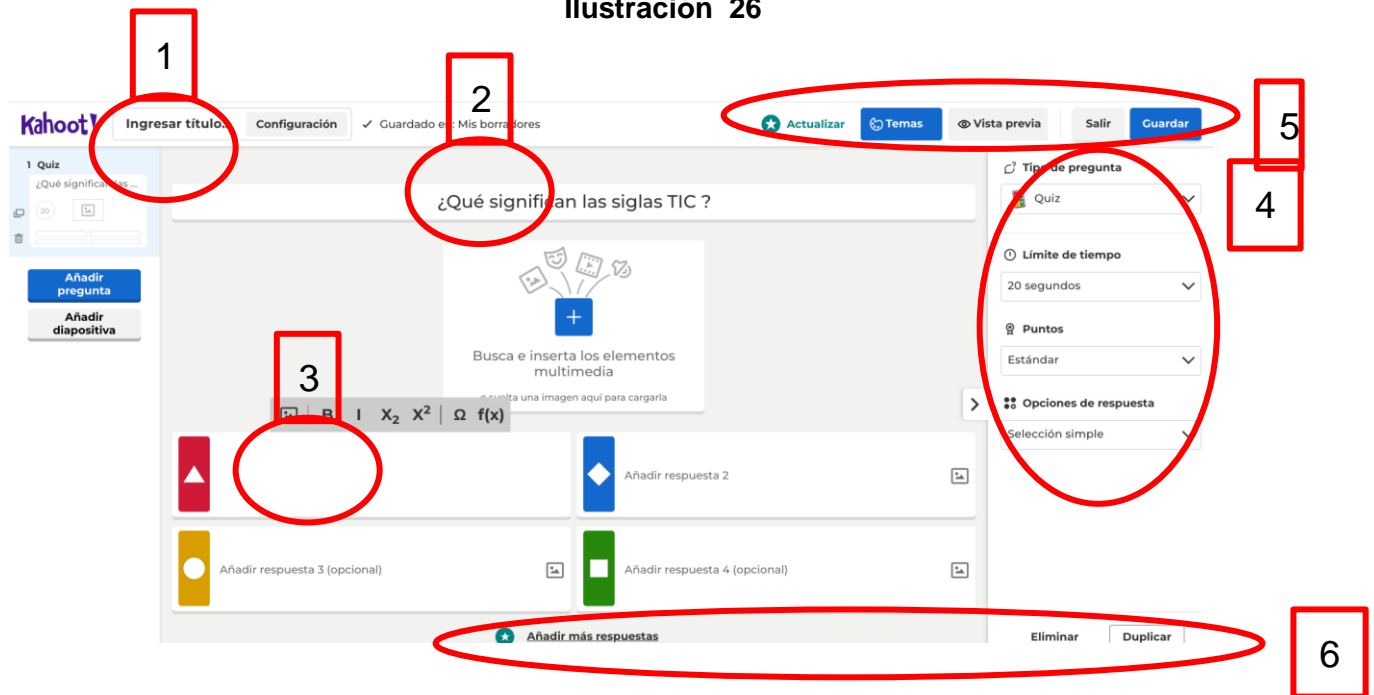 Ilustración 26
1
2
5
4
3
6
Kahoot!
Ingresar título...
Configuración
✓ Guardado en: Mis borradores
Actualizar
Temas
Vista previa
Salir
Guardar
1 Quiz
¿Qué significan las ...
20
Añadir
pregunta
Añadir
diapositiva
¿Qué significan las siglas TIC ?
Busca e inserta los elementos
multimedia
o suelta una imagen aquí para cargarla
B I X₂ X² Ω f(x)
Añadir respuesta 2
Añadir respuesta 3 (opcional)
Añadir respuesta 4 (opcional)
Añadir más respuestas
Tipo de pregunta
Quiz
Límite de tiempo
20 segundos
Puntos
Estándar
Opciones de respuesta
Selección simple
Eliminar
Duplicar